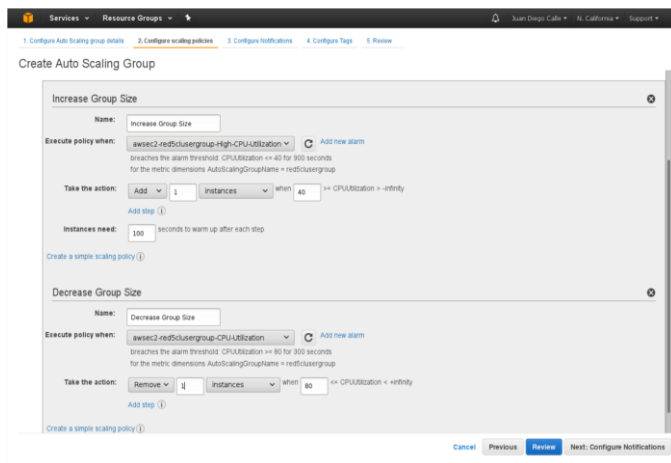 Services
Resource Groups
Juan Diego Calle
N. California
Support
1. Configure Auto Scaling group details
2. Configure scaling policies
3. Configure Notifications
4. Configure Tags
5. Review
Create Auto Scaling Group
Increase Group Size
Name: Increase Group Size
Execute policy when: awsec2-red5clusergroup-High-CPU-Utilization Add new alarm
breaches the alarm threshold: CPUUtilization <= 40 for 900 seconds
for the metric dimensions AutoScalingGroupName = red5clusergroup
Take the action: Add 1 instances when 40 >= CPUUtilization > -infinity
Add step
Instances need: 100 seconds to warm up after each step
Create a simple scaling policy
Decrease Group Size
Name: Decrease Group Size
Execute policy when: awsec2-red5clusergroup-CPU-Utilization Add new alarm
breaches the alarm threshold: CPUUtilization >= 80 for 300 seconds
for the metric dimensions AutoScalingGroupName = red5clusergroup
Take the action: Remove 1 instances when 80 <= CPUUtilization < +infinity
Add step
Create a simple scaling policy
Cancel
Previous
Review
Next: Configure Notifications